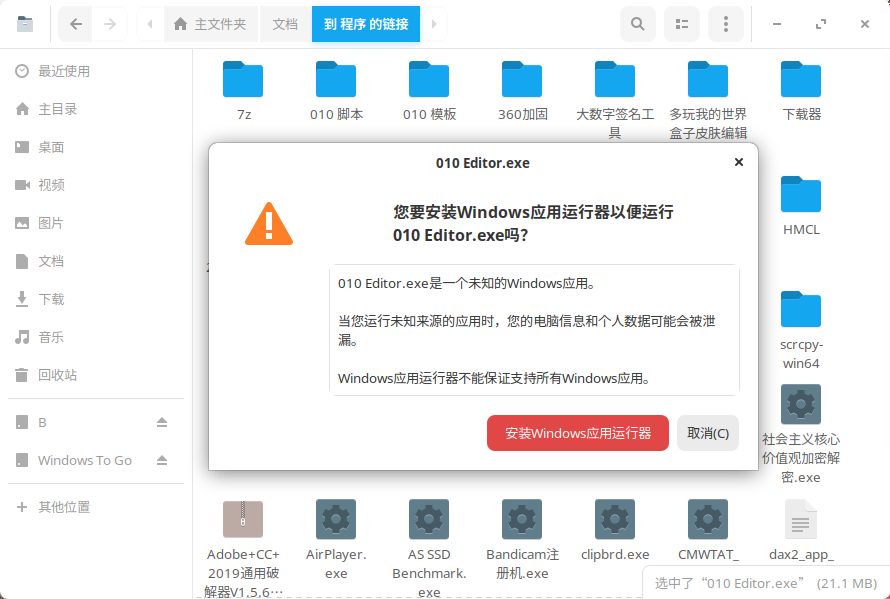 主文件夹
文档
到 程序 的链接
最近使用
主目录
桌面
视频
图片
文档
下载
音乐
回收站
B
Windows To Go
其他位置
7z
010 脚本
010 模板
360加固
大数字签名工
具
多玩我的世界
盒子皮肤编辑
下载器
HMCL
scrcpy-
win64
社会主义核心
价值观加密解
密.exe
010 Editor.exe
您要安装Windows应用运行器以便运行
010 Editor.exe吗?
010 Editor.exe是一个未知的Windows应用。
当您运行未知来源的应用时，您的电脑信息和个人数据可能会被泄
漏。
Windows应用运行器不能保证支持所有Windows应用。
安装Windows应用运行器
取消(C)
Adobe+CC+
2019通用破
解器V1.5.6…
AirPlayer.
exe
AS SSD
Benchmark.
exe
Bandicam注
册机.exe
clipbrd.exe
CMWTAT_
dax2_app_
选中了“010 Editor.exe” (21.1 MB)